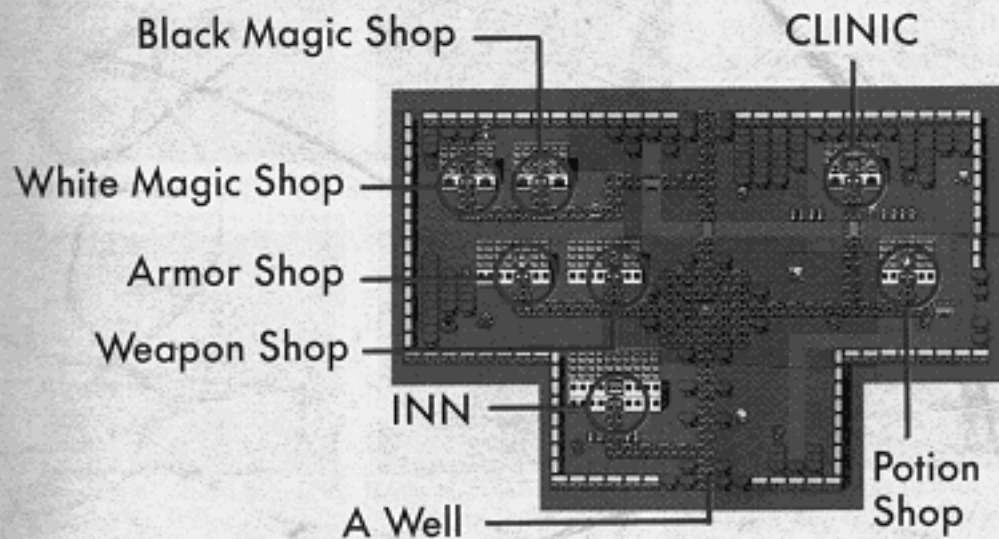 Black Magic Shop
CLINIC
White Magic Shop
Armor Shop
Weapon Shop
INN
Potion
Shop
A Well